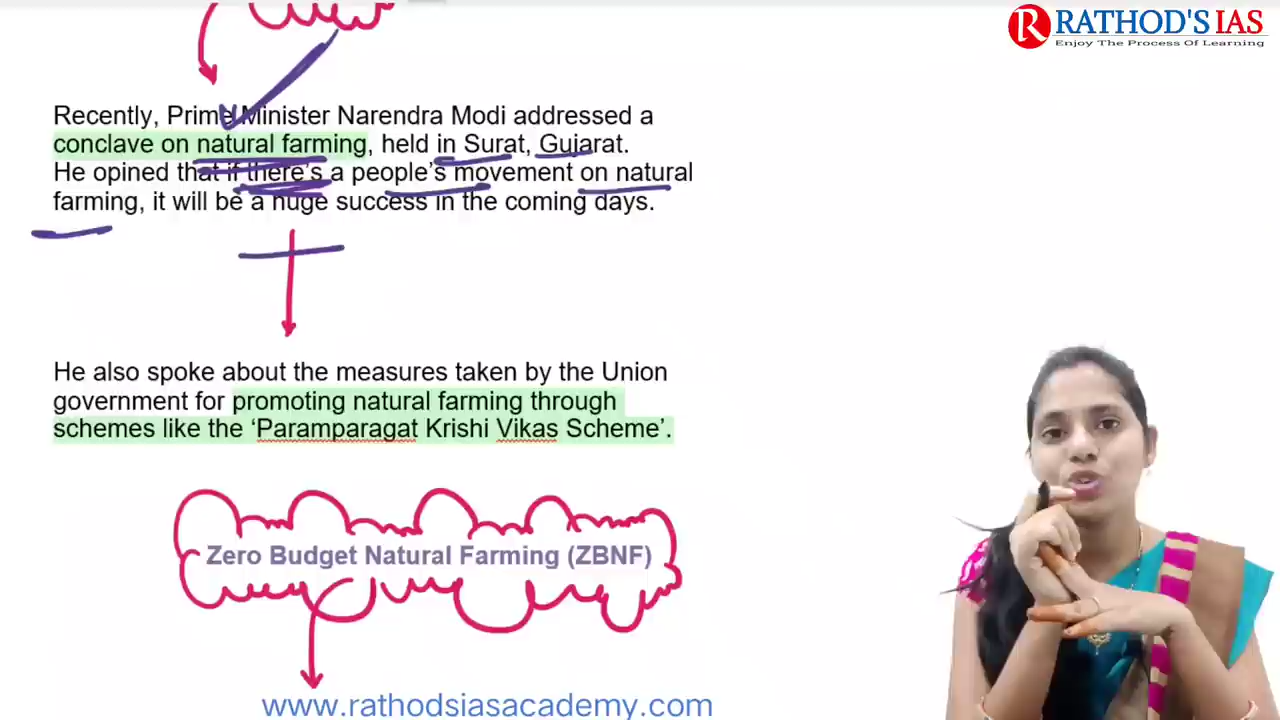 RATHOD'S IAS
Enjoy The Process Of Learning
Recently, Prime Minister Narendra Modi addressed a
conclave on natural farming, held in Surat, Gujarat.
He opined that if there's a people's movement on natural
farming, it will be a huge success in the coming days.
He also spoke about the measures taken by the Union
government for promoting natural farming through
schemes like the ‘Paramparagat Krishi Vikas Scheme’.
Zero Budget Natural Farming (ZBNF)
www.rathodsiasacademy.com